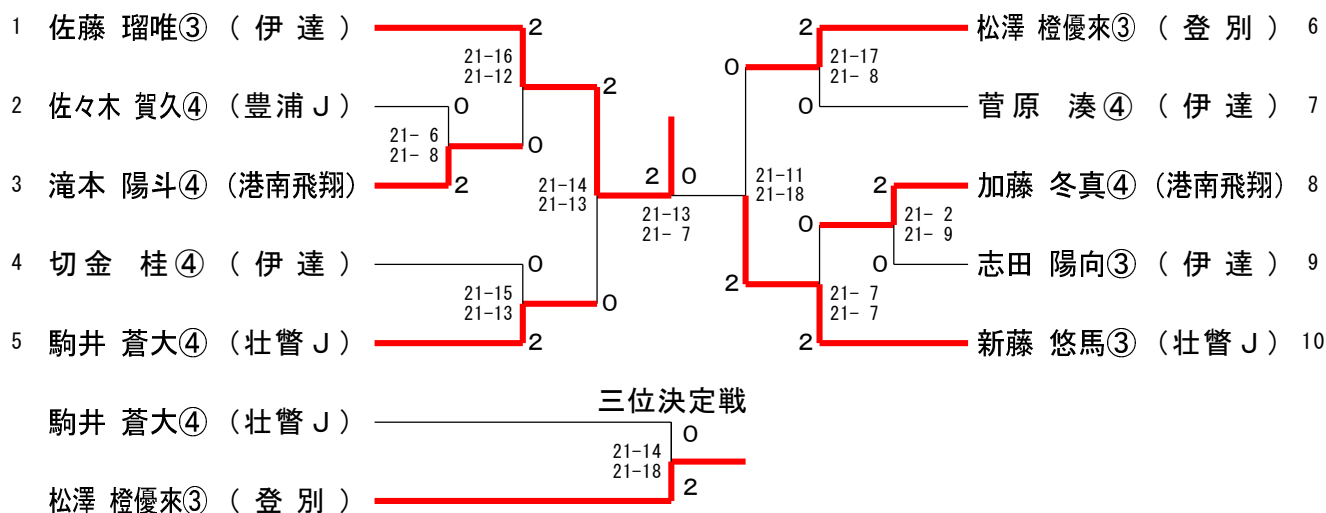 1 佐藤 瑠唯③ ( 伊 達 ) 2 2 松澤 橙優來③ ( 登 別 ) 6
21-16 21-17
21-12 21- 8
2 0
2 佐々木 賀久④ (豊浦Ｊ) 0 0 菅原 湊④ ( 伊 達 ) 7
21- 6
21- 8
0
3 滝本 陽斗④ (港南飛翔) 2 2 0 2 加藤 冬真④ (港南飛翔) 8
21-14 21-11
21-13 21-18
21-13 21- 2
21- 7 21- 9
0
4 切金 桂④ ( 伊 達 ) 0 0 志田 陽向③ ( 伊 達 ) 9
2
21-15 21- 7
21-13 21- 7
0
5 駒井 蒼大④ (壮瞥Ｊ) 2 2 新藤 悠馬③ (壮瞥Ｊ) 10
三位決定戦
駒井 蒼大④ (壮瞥Ｊ) 0
21-14
21-18
松澤 橙優來③ ( 登 別 ) 2